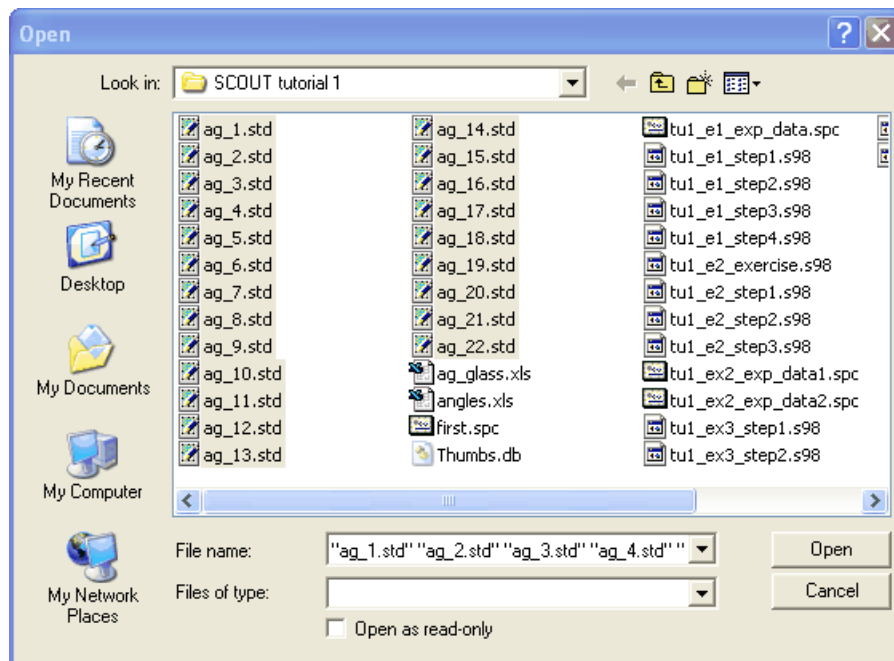 Open
Look in: SCOUT tutorial 1
My Recent
Documents
Desktop
My Documents
My Computer
My Network
Places
ag_1.std
ag_2.std
ag_3.std
ag_4.std
ag_5.std
ag_6.std
ag_7.std
ag_8.std
ag_9.std
ag_10.std
ag_11.std
ag_12.std
ag_13.std
ag_14.std
ag_15.std
ag_16.std
ag_17.std
ag_18.std
ag_19.std
ag_20.std
ag_21.std
ag_22.std
ag_glass.xls
angles.xls
first.spc
Thumbs.db
tu1_e1_exp_data.spc
tu1_e1_step1.s98
tu1_e1_step2.s98
tu1_e1_step3.s98
tu1_e1_step4.s98
tu1_e2_exercise.s98
tu1_e2_step1.s98
tu1_e2_step2.s98
tu1_e2_step3.s98
tu1_ex2_exp_data1.spc
tu1_ex2_exp_data2.spc
tu1_ex3_step1.s98
tu1_ex3_step2.s98
File name: "ag_1.std" "ag_2.std" "ag_3.std" "ag_4.std" "
Open
Files of type:
Cancel
Open as read-only